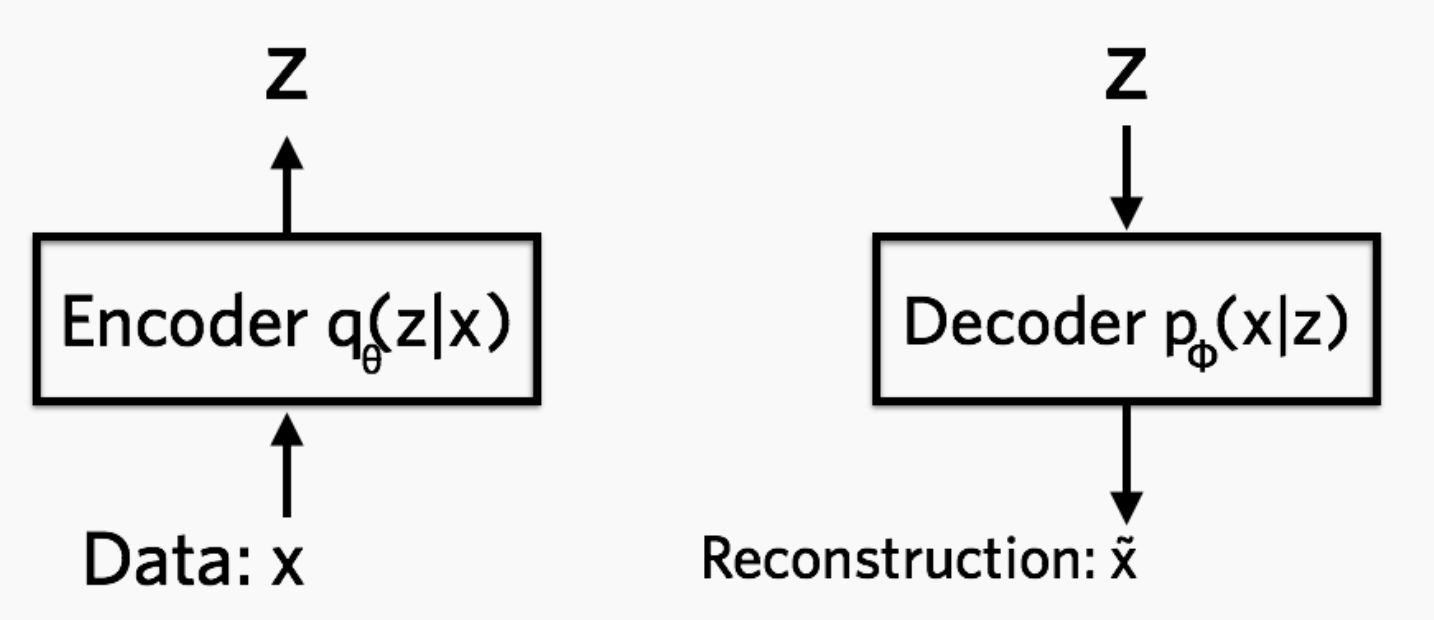 z
Encoder qθ(z|x)
Data: x
z
Decoder pϕ(x|z)
Reconstruction: x̃